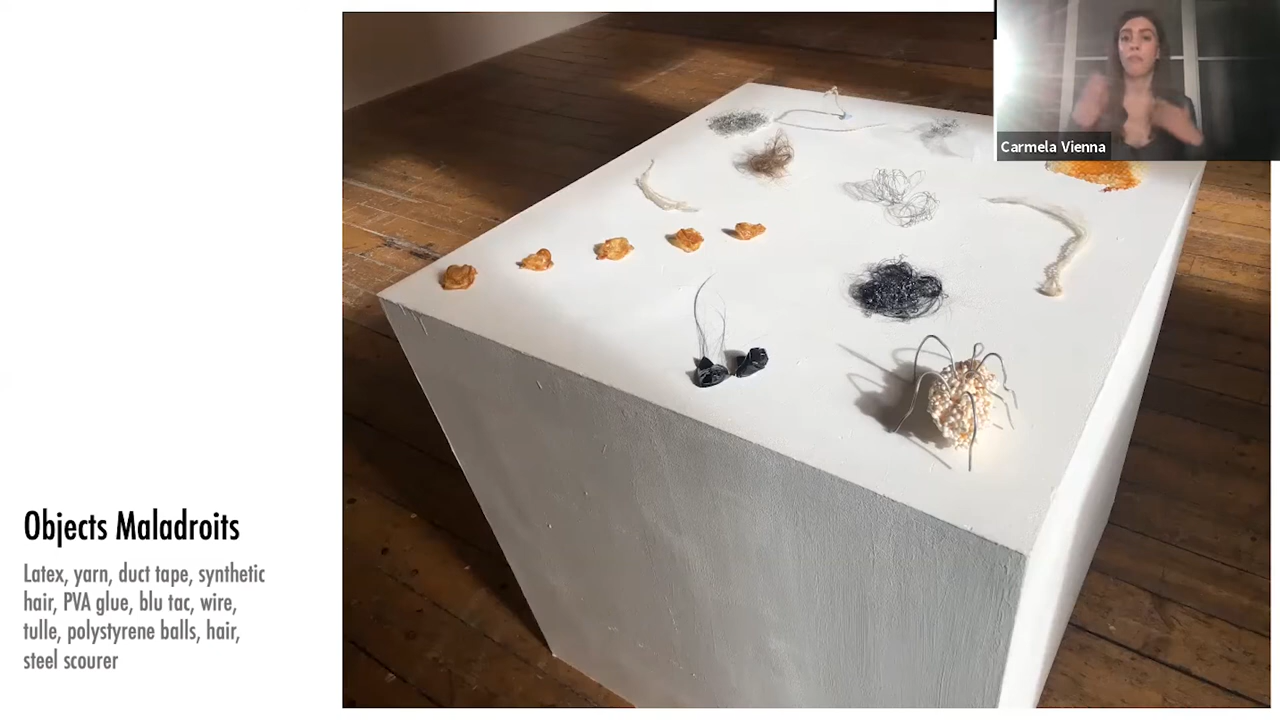 Carmela Vienna
Objects Maladroits
Latex, yarn, duct tape, synthetic
hair, PVA glue, blu tac, wire,
tulle, polystyrene balls, hair,
steel scourer